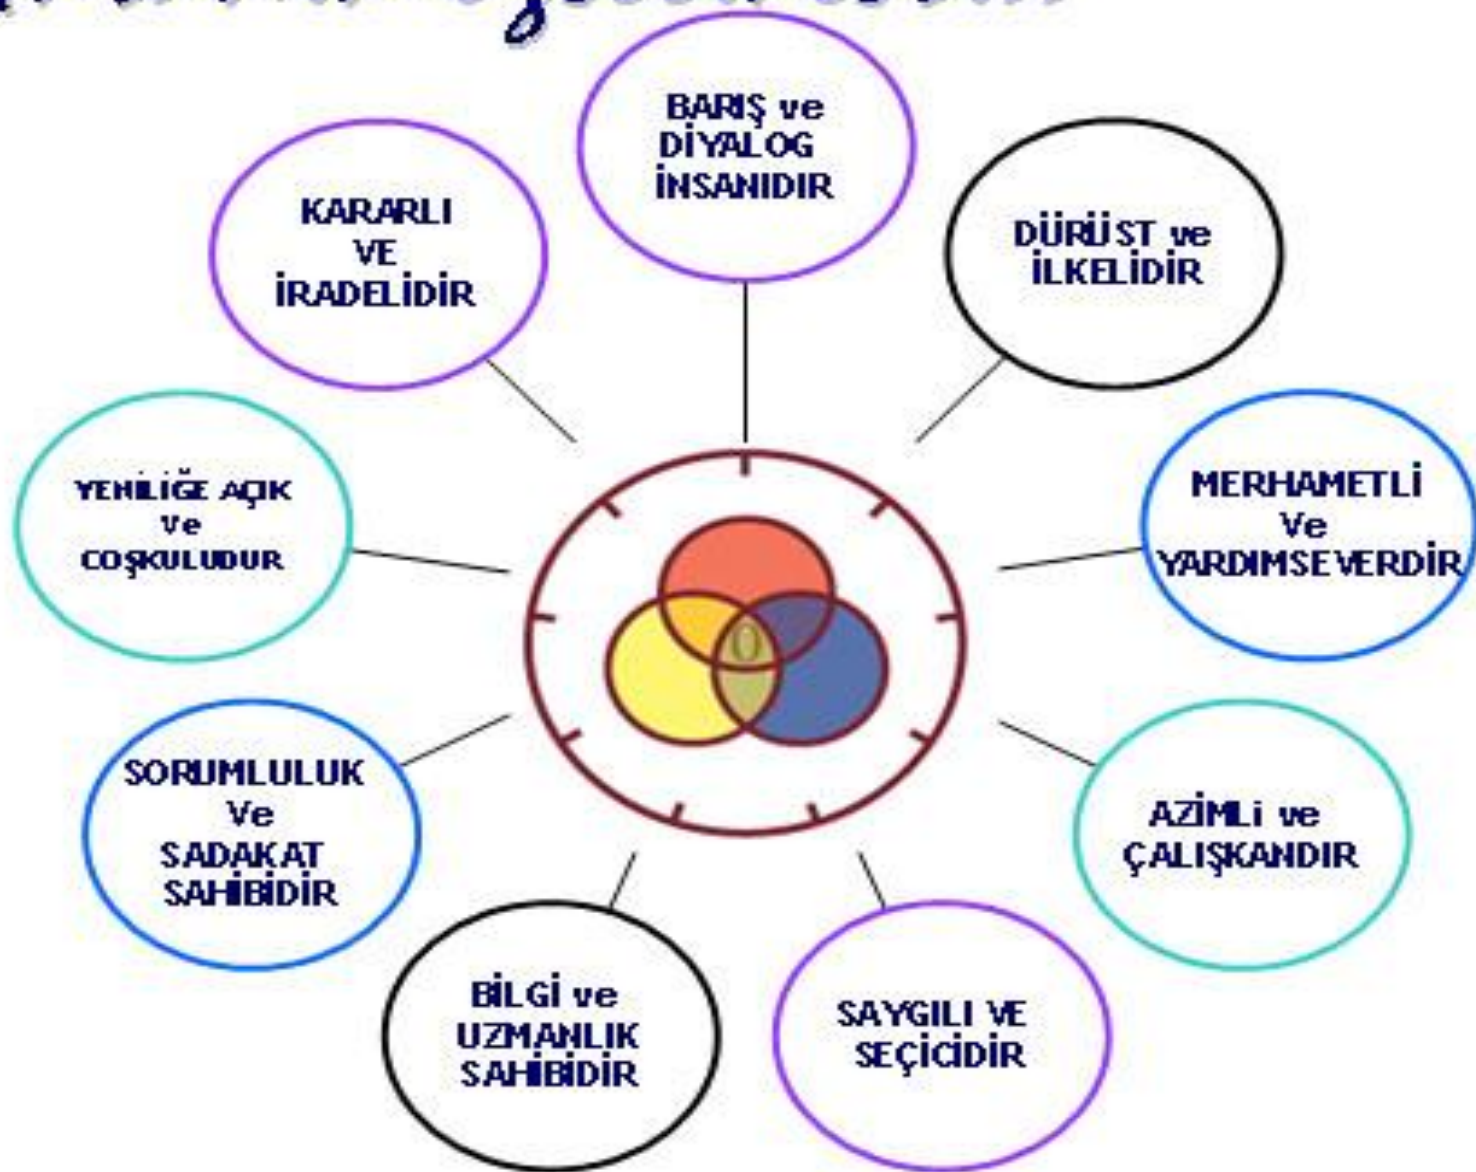 BARIŞ ve
DİYALOG
İNSANIDIR
DÜRÜST ve
İLKELİDİR
MERHAMETLİ
Ve
YARDIMSEVERDİR
AZİMLi ve
ÇALIŞKANDIR
SAYGILI VE
SEÇİCİDİR
BİLGİ ve
UZMANLIK
SAHİBİDİR
SORUMLULUK
Ve
SADAKAT
SAHİBİDİR
YENİLİĞE AÇIK
Ve
COŞKULUDUR
KARARLI
VE
İRADELİDİR
0